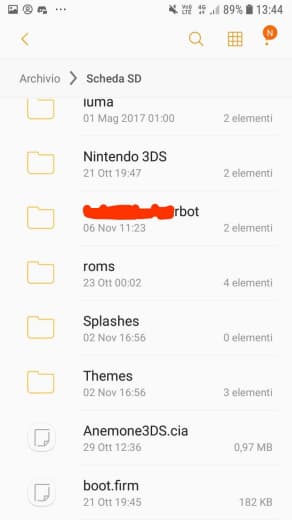 ... Vo) 4G 89% 13:44
LTE
N
Archivio Scheda SD
luma
01 Mag 2017 01:00 2 elementi
Nintendo 3DS
21 Ott 19:47 2 elementi
rbot
06 Nov 11:23 2 elementi
roms
23 Ott 00:02 4 elementi
Splashes
02 Nov 16:56 0 elementi
Themes
02 Nov 16:56 3 elementi
Anemone3DS.cia
29 Ott 12:36 0,97 MB
boot.firm
21 Ott 19:45 182 KB